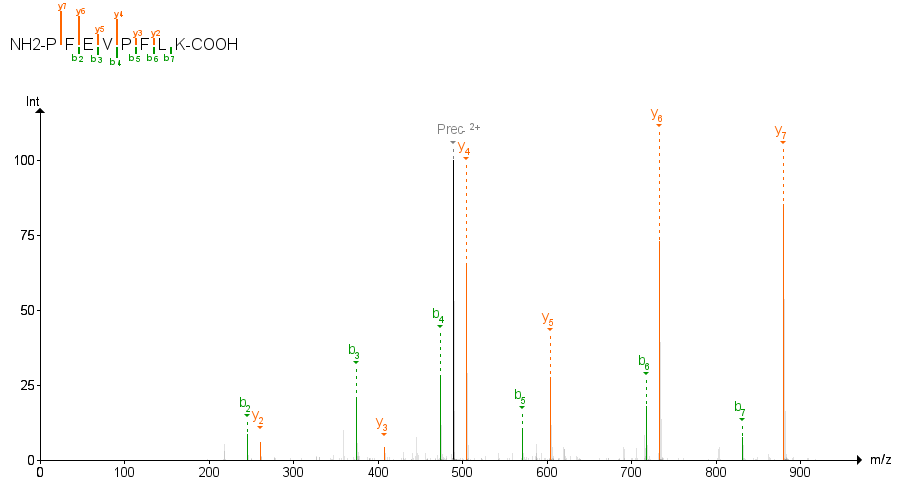 y7 y6 y5 y4 y3 y2
NH2-P F E V P F L K-COOH
b2 b3 b4 b5 b6 b7
Int
Prec 2+
y6
y7
y4
100
75
b4
y5
50
b3
b6
b5
25
b2
y2
y3
b7
0
0 100 200 300 400 500 600 700 800 900
m/z